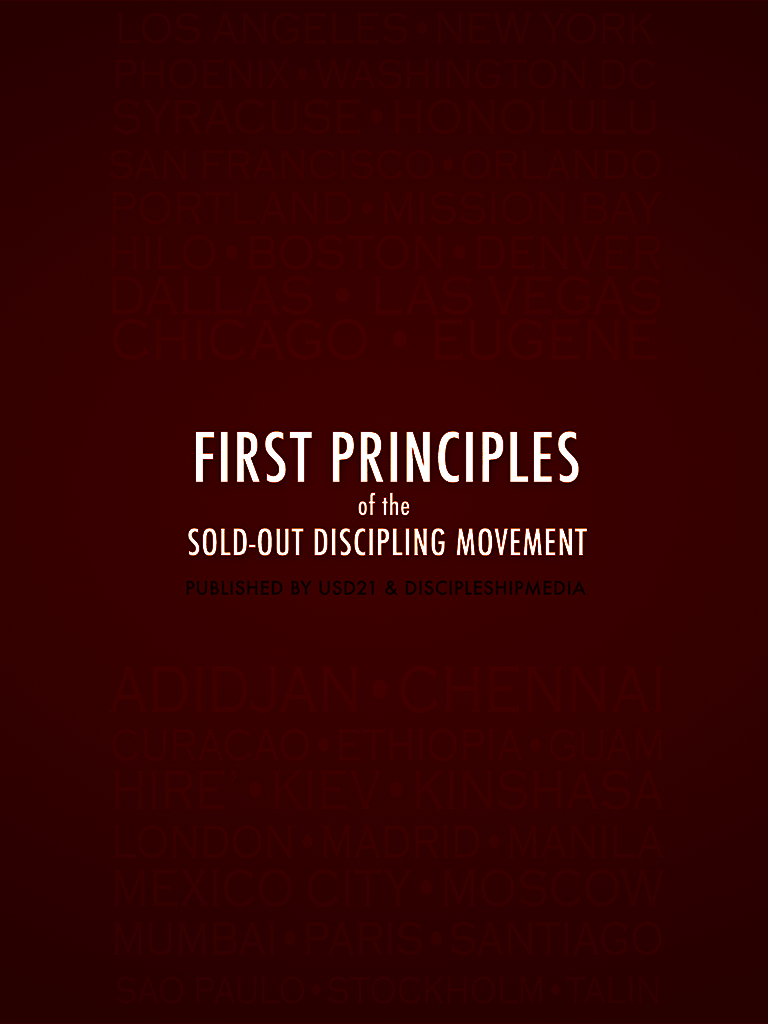 LOS ANGELES•NEW YORK
PHOENIX•WASHINGTON DC
SYRACUSE•HONOLULU
SAN FRANCISCO•ORLANDO
PORTLAND•MISSION BAY
HILO•BOSTON•DENVER
DALLAS • LAS VEGAS
CHICAGO • EUGENE
FIRST PRINCIPLES
of the
SOLD-OUT DISCIPLING MOVEMENT
PUBLISHED BY USD21 & DISCIPLESHIPMEDIA
ADIDJAN•CHENNAI
CURACAO•ETHIOPIA•GUAM
HIRE'•KIEV•KINSHASA
LONDON•MADRID•MANILA
MEXICO CITY•MOSCOW
MUMBAI•PARIS•SANTIAGO
SAO PAULO•STOCKHOLM•TALIN